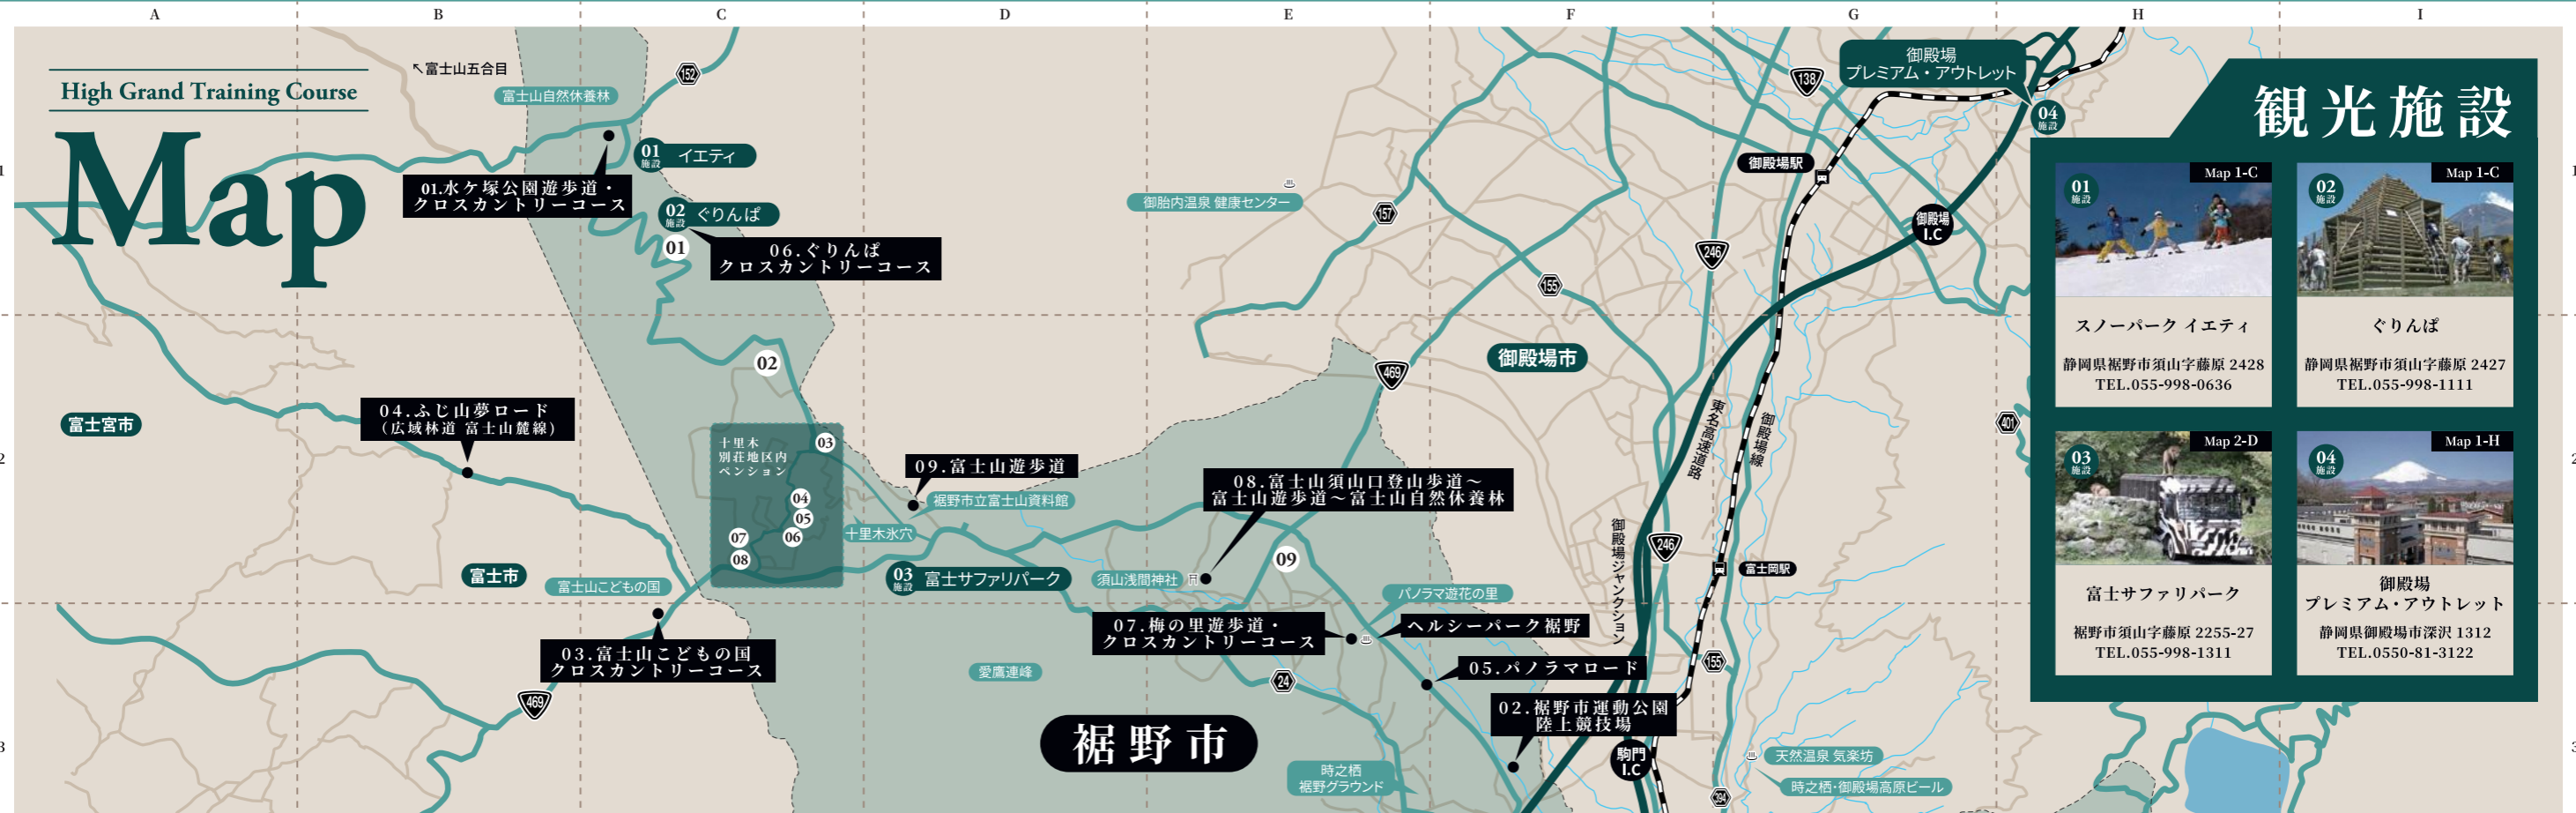 A
B
C
D
E
F
G
H
I
1
2
3
High Grand Training Course
Map
↖富士山五合目
富士山自然休養林
152
01
施設
イエティ
01.水ケ塚公園遊歩道・
クロスカントリーコース
02
施設
ぐりんぱ
01
06.ぐりんぱ
クロスカントリーコース
御胎内温泉 健康センター
157
155
138
246
御殿場駅
御殿場
I.C
御殿場
プレミアム・アウトレット
04
施設
02
469
御殿場市
富士宮市
04.ふじ山夢ロード
(広域林道 富士山麓線)
十里木
別荘地区内
ペンション
03
04
05
06
07
08
09.富士山遊歩道
裾野市立富士山資料館
十里木氷穴
08.富士山須山口登山歩道～
富士山遊歩道～富士山自然休養林
東名高速道路
御殿場線
401
御殿場ジャンクション
246
富士岡駅
富士市
富士山こどもの国
03
施設
富士サファリパーク
須山浅間神社
09
パノラマ遊花の里
03.富士山こどもの国
クロスカントリーコース
07.梅の里遊歩道・
クロスカントリーコース
ヘルシーパーク裾野
愛鷹連峰
24
05.パノラマロード
155
469
02.裾野市運動公園
陸上競技場
裾野市
駒門
I.C
時之栖
裾野グラウンド
天然温泉 気楽坊
時之栖・御殿場高原ビール
394
観光施設
01
施設
Map 1-C
スノーパーク イエティ
静岡県裾野市須山字藤原 2428
TEL.055-998-0636
02
施設
Map 1-C
ぐりんぱ
静岡県裾野市須山字藤原 2427
TEL.055-998-1111
03
施設
Map 2-D
富士サファリパーク
裾野市須山字藤原 2255-27
TEL.055-998-1311
04
施設
Map 1-H
御殿場
プレミアム・アウトレット
静岡県御殿場市深沢 1312
TEL.0550-81-3122